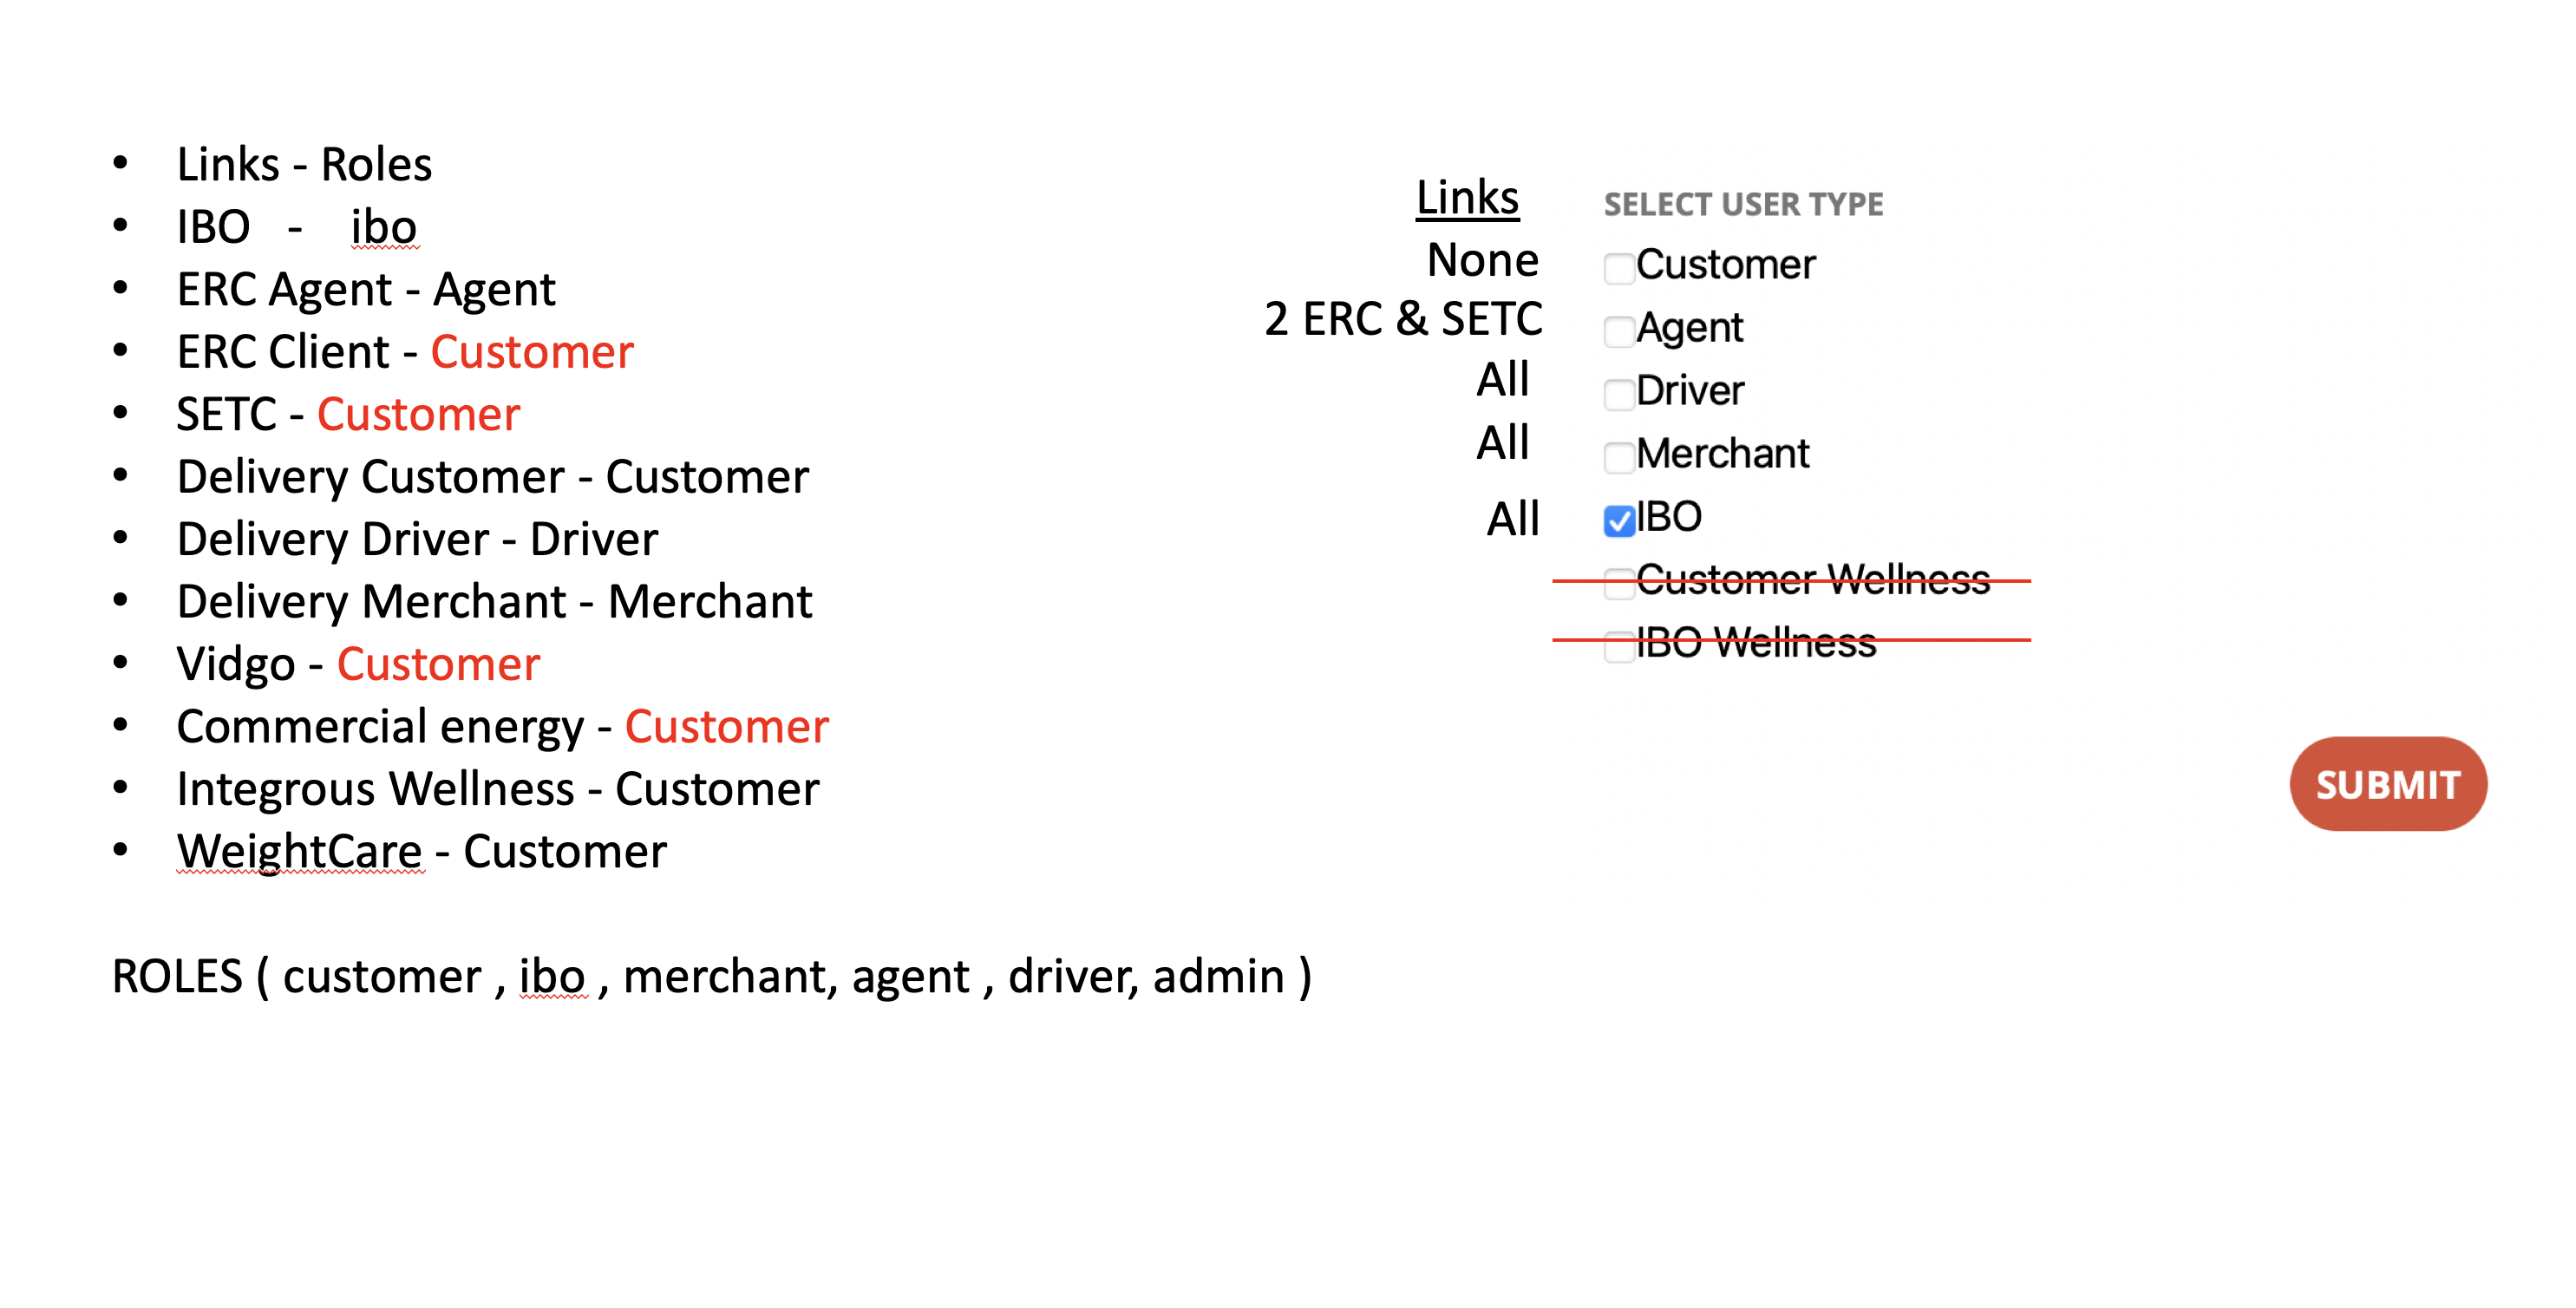 • Links - Roles
• IBO - ibo
• ERC Agent - Agent
• ERC Client - Customer
• SETC - Customer
• Delivery Customer - Customer
• Delivery Driver - Driver
• Delivery Merchant - Merchant
• Vidgo - Customer
• Commercial energy - Customer
• Integrous Wellness - Customer
• WeightCare - Customer
ROLES ( customer , ibo , merchant, agent , driver, admin )
Links SELECT USER TYPE
None Customer
2 ERC & SETC Agent
All Driver
All Merchant
All IBO
Customer Wellness
IBO Wellness
SUBMIT